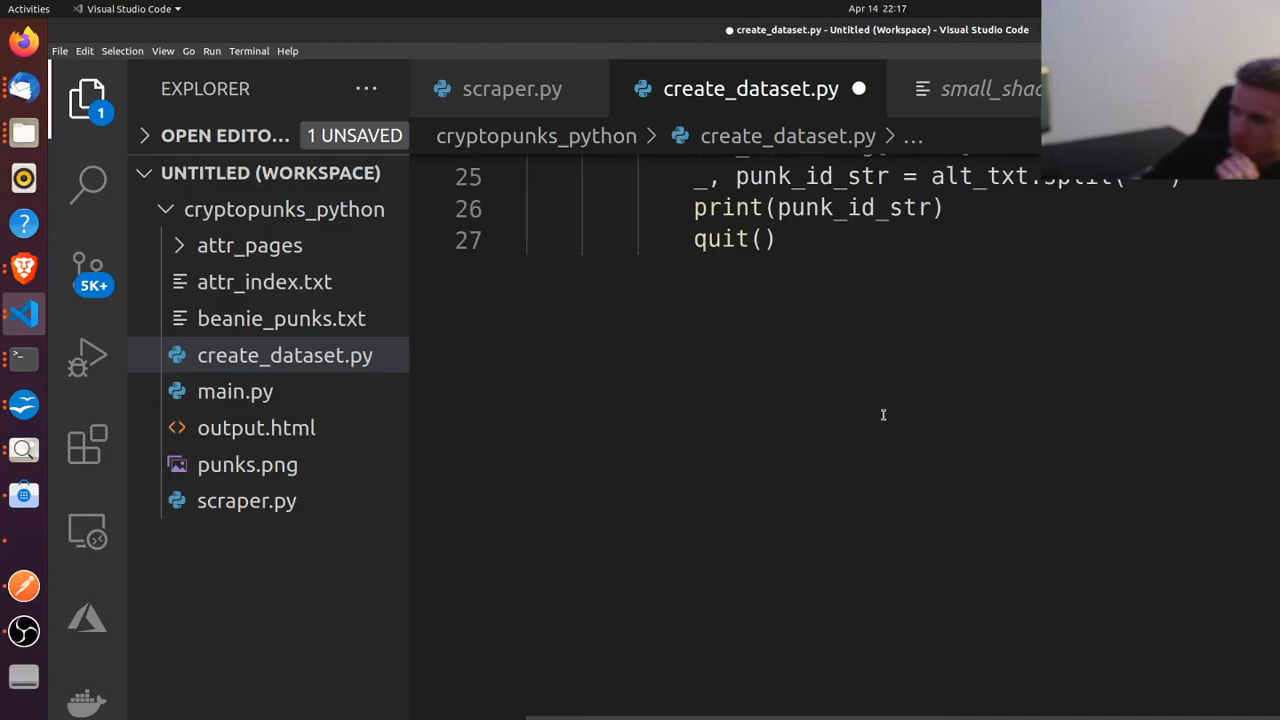 Activities
Visual Studio Code
Apr 14 22:17
create_dataset.py - Untitled (Workspace) - Visual Studio Code
File Edit Selection View Go Run Terminal Help
EXPLORER
scraper.py
create_dataset.py
small_shad
1
OPEN EDITO... 1 UNSAVED
cryptopunks_python > create_dataset.py > ...
UNTITLED (WORKSPACE)
cryptopunks_python
attr_pages
attr_index.txt
beanie_punks.txt
create_dataset.py
main.py
output.html
punks.png
scraper.py
5K+
25 _, punk_id_str = alt_txt.split(
26 print(punk_id_str)
27 quit()